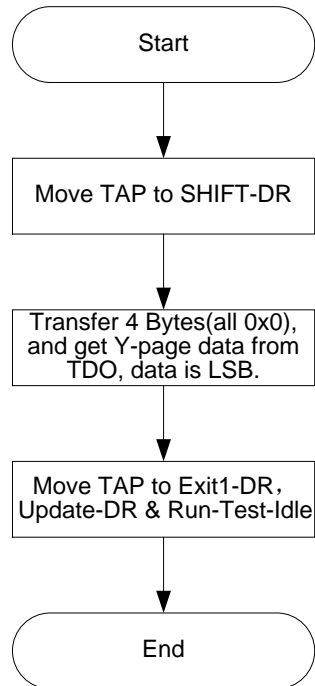 Start
Move TAP to SHIFT-DR
Transfer 4 Bytes(all 0x0),
and get Y-page data from
TDO, data is LSB.
Move TAP to Exit1-DR，
Update-DR & Run-Test-Idle
End